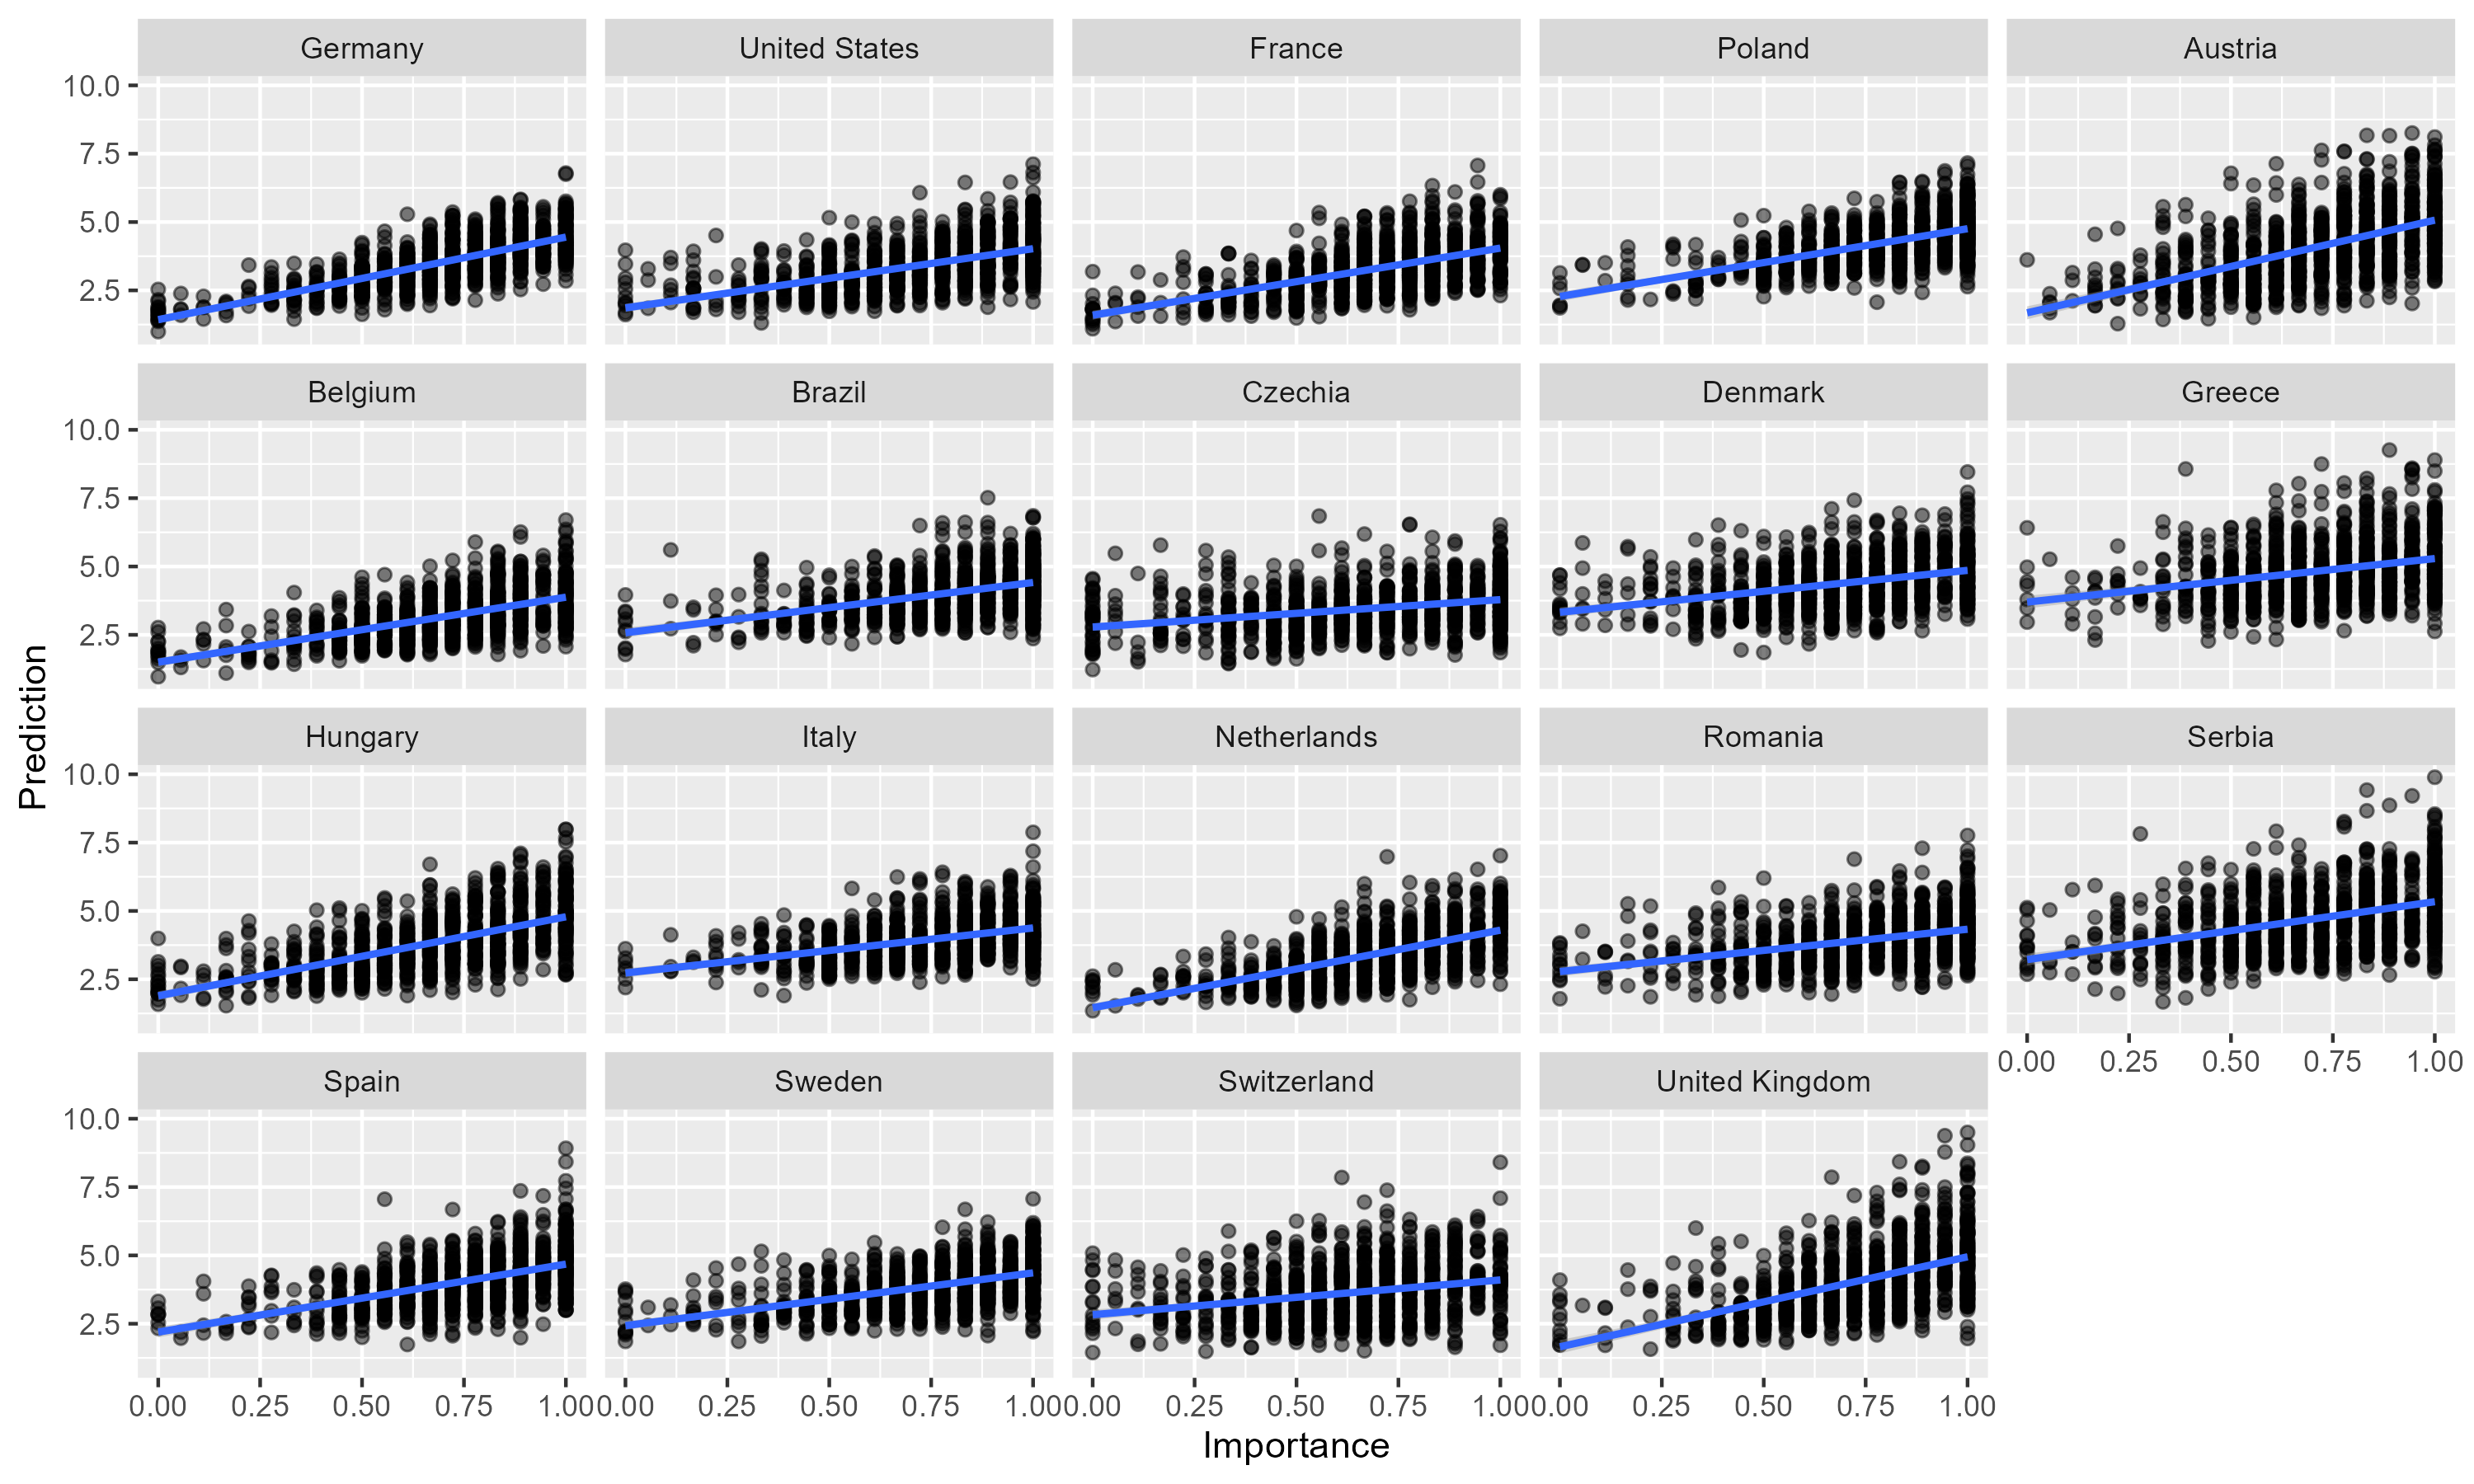 Germany United States France Poland Austria
10.0
7.5
5.0
2.5
Belgium Brazil Czechia Denmark Greece
10.0
7.5
5.0
2.5
Hungary Italy Netherlands Romania Serbia
10.0
7.5
5.0
2.5
0.00 0.25 0.50 0.75 1.00
Spain Sweden Switzerland United Kingdom
10.0
7.5
5.0
2.5
0.00 0.25 0.50 0.75 1.00 0.00 0.25 0.50 0.75 1.00 0.00 0.25 0.50 0.75 1.00 0.00 0.25 0.50 0.75 1.00
Importance
Prediction